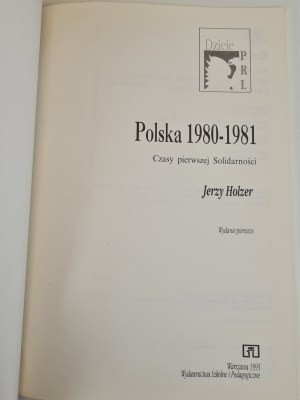 Dzieje
PRL
Polska 1980-1981
Czasy pierwszej Solidarności
Jerzy Holzer
Wydanie pierwsze
Warszawa 1995
Wydawnictwa Szkolne i Pedagogiczne